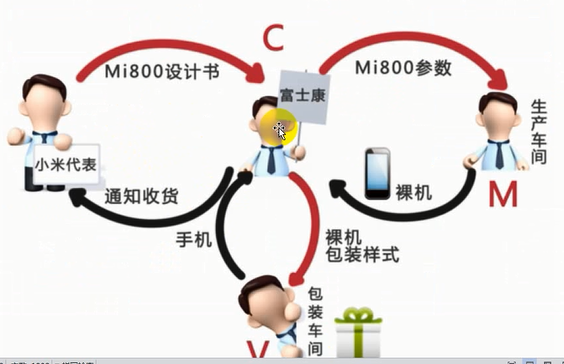 C
Mi800设计书
Mi800参数
富士康
生产车间
小米代表
通知收货
裸机
M
手机
裸机
包装样式
包装车间
V